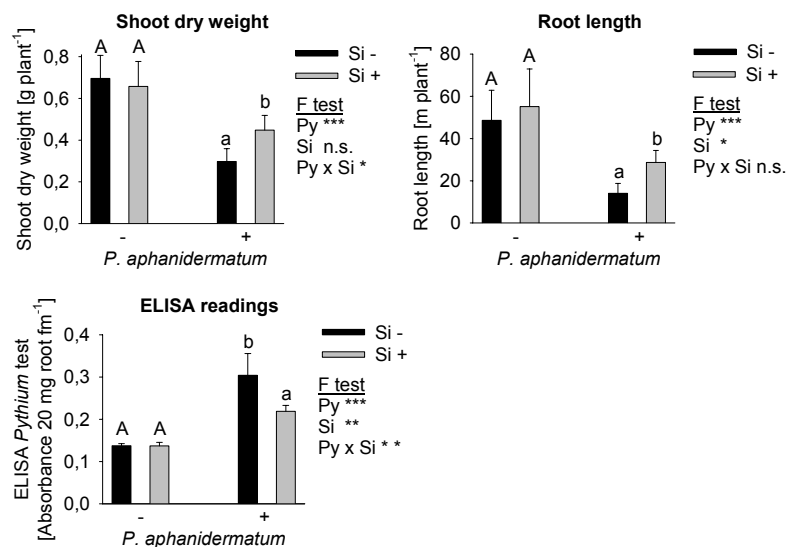 Shoot dry weight
Shoot dry weight [g plant⁻¹]
0,8
0,6
0,4
0,2
0,0
A A
a b
- +
P. aphanidermatum
Si -
Si +
F test
Py ***
Si n.s.
Py x Si *
Root length
Root length [m plant⁻¹]
80
60
40
20
0
A A
a b
- +
P. aphanidermatum
Si -
Si +
F test
Py ***
Si *
Py x Si n.s.
ELISA readings
ELISA Pythium test
[Absorbance 20 mg root fm⁻¹]
0,4
0,3
0,2
0,1
0,0
A A
b a
- +
P. aphanidermatum
Si -
Si +
F test
Py ***
Si **
Py x Si * *